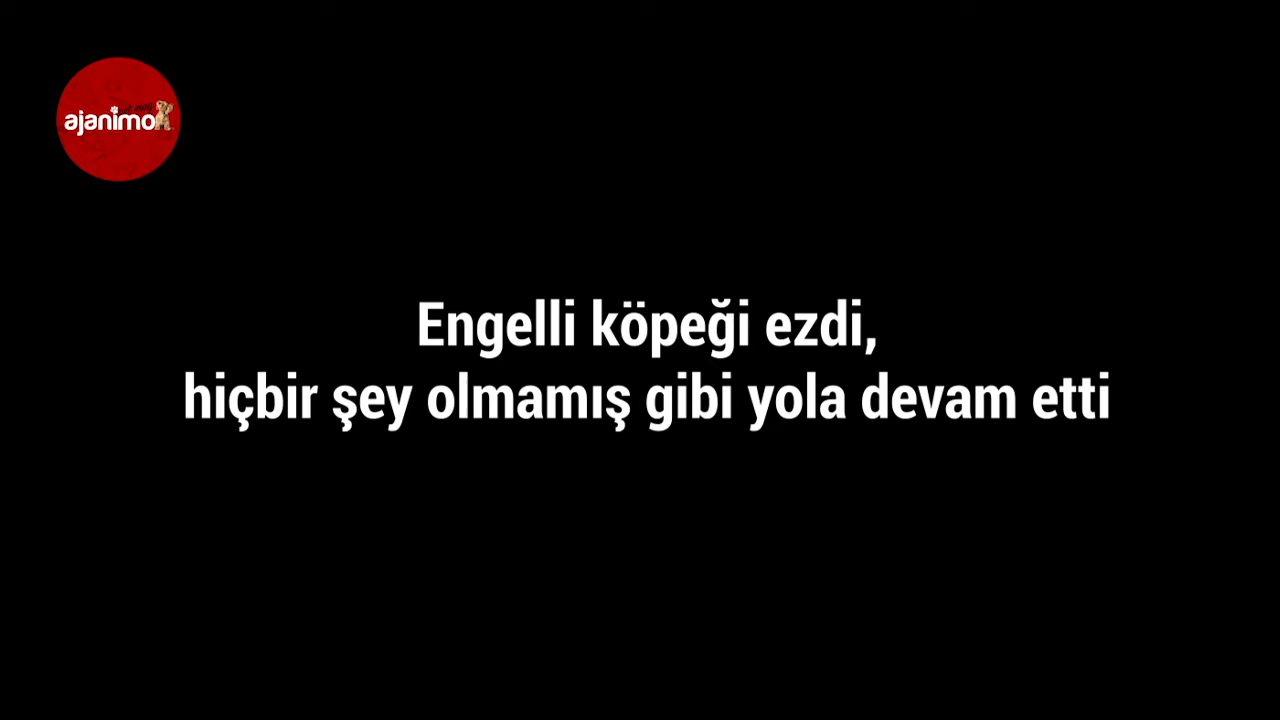 ajanimo
Engelli köpeği ezdi,
hiçbir şey olmamış gibi yola devam etti